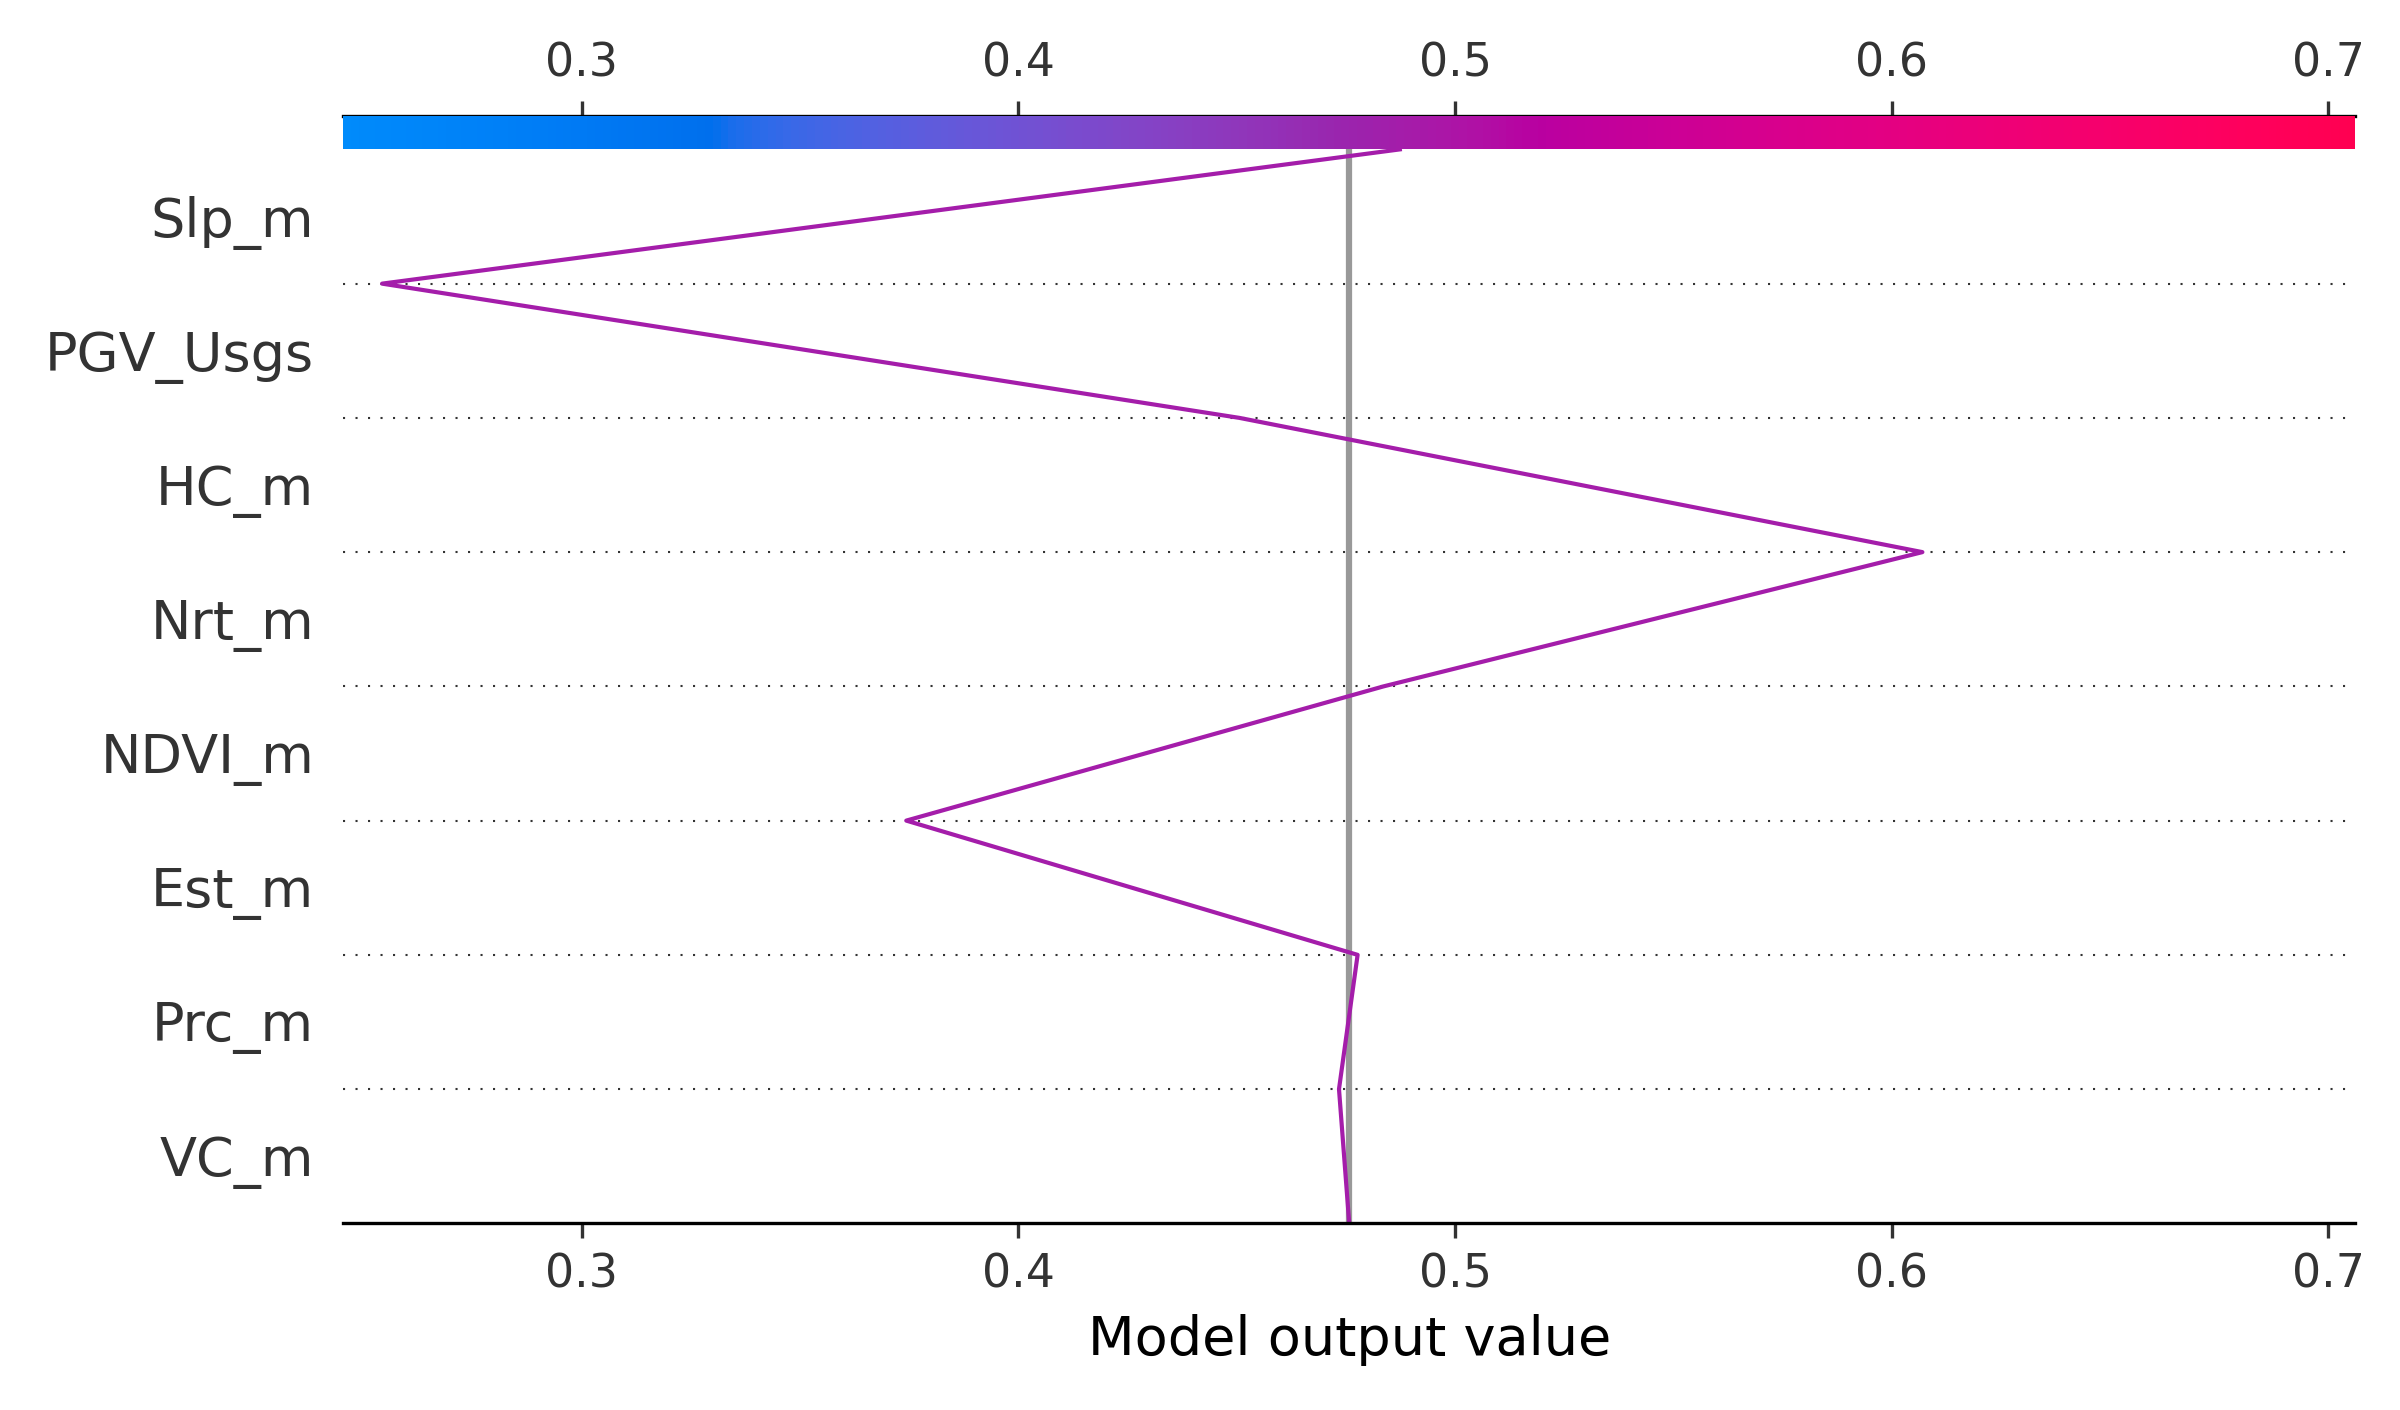 0.3 0.4 0.5 0.6 0.7
Slp_m
PGV_Usgs
HC_m
Nrt_m
NDVI_m
Est_m
Prc_m
VC_m
0.3 0.4 0.5 0.6 0.7
Model output value